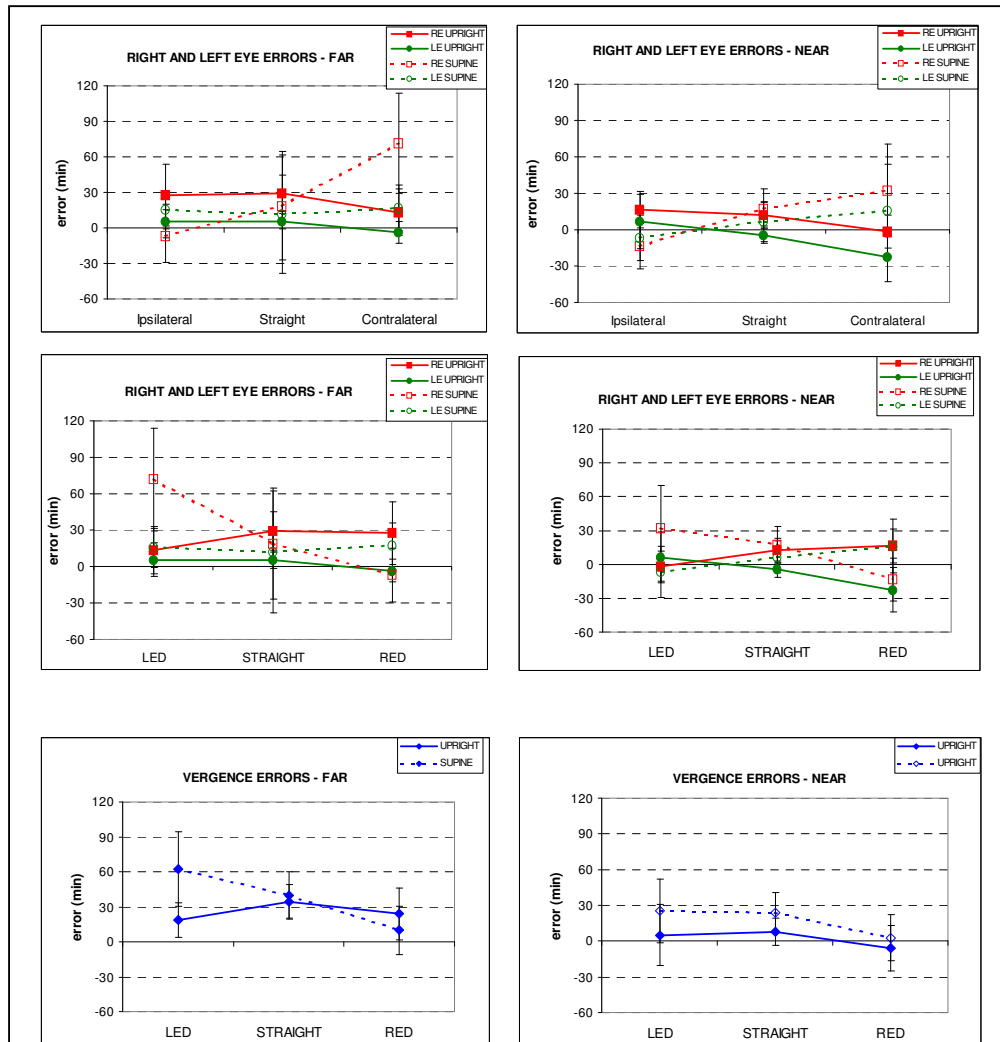 RIGHT AND LEFT EYE ERRORS - FAR
RE UPRIGHT
LE UPRIGHT
RE SUPINE
LE SUPINE
error (min)
120
90
60
30
0
-30
-60
Ipsilateral Straight Contralateral
RIGHT AND LEFT EYE ERRORS - NEAR
RE UPRIGHT
LE UPRIGHT
RE SUPINE
LE SUPINE
error (min)
120
90
60
30
0
-30
-60
Ipsilateral Straight Contralateral
RIGHT AND LEFT EYE ERRORS - FAR
RE UPRIGHT
LE UPRIGHT
RE SUPINE
LE SUPINE
error (min)
120
90
60
30
0
-30
-60
LED STRAIGHT RED
RIGHT AND LEFT EYE ERRORS - NEAR
RE UPRIGHT
LE UPRIGHT
RE SUPINE
LE SUPINE
error (min)
120
90
60
30
0
-30
-60
LED STRAIGHT RED
VERGENCE ERRORS - FAR
UPRIGHT
SUPINE
error (min)
120
90
60
30
0
-30
-60
LED STRAIGHT RED
VERGENCE ERRORS - NEAR
UPRIGHT
UPRIGHT
error (min)
120
90
60
30
0
-30
-60
LED STRAIGHT RED